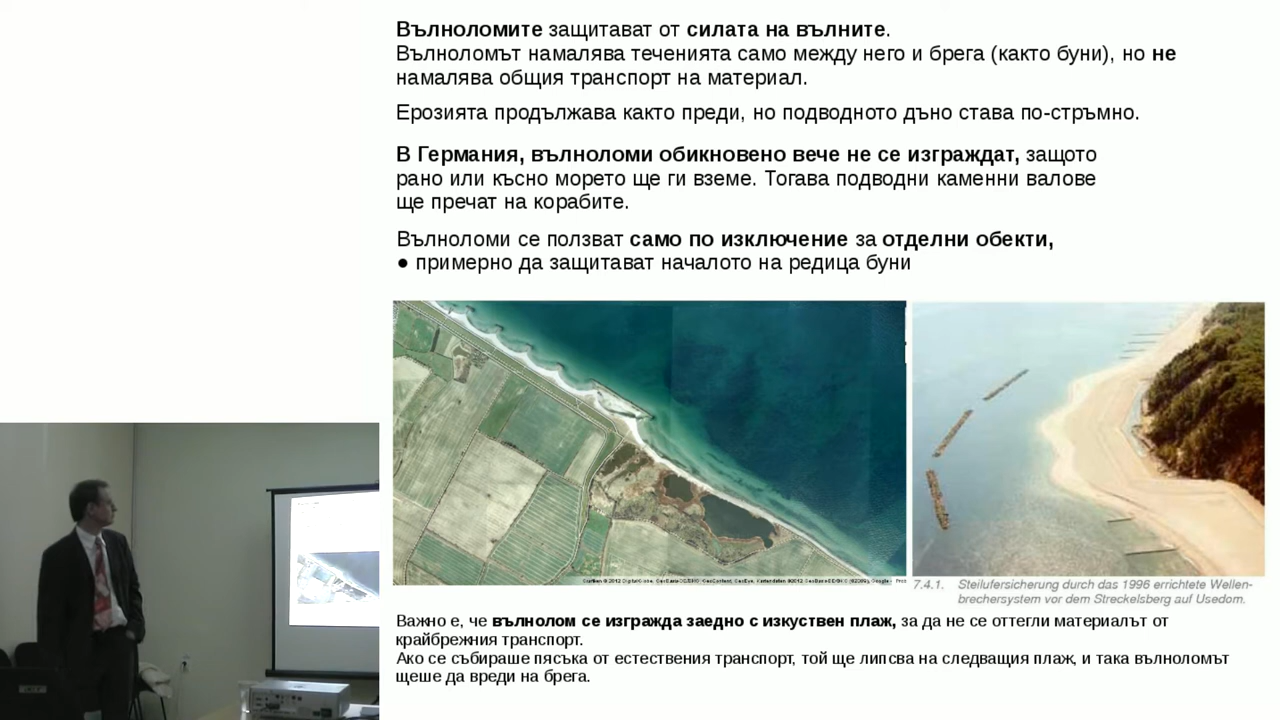 Вълноломите защитават от силата на вълните.
Вълноломът намалява теченията само между него и брега (както буни), но не
намалява общия транспорт на материал.
Ерозията продължава както преди, но подводното дъно става по-стръмно.
В Германия, вълноломи обикновено вече не се изграждат, защото
рано или късно морето ще ги вземе. Тогава подводни каменни валове
ще пречат на корабите.
Вълноломи се ползват само по изключение за отделни обекти,
● примерно да защитават началото на редица буни
7.4.1. Steilufersicherung durch das 1996 errichtete Wellen-
brechersystem vor dem Streckelsberg auf Usedom.
Важно е, че вълнолом се изгражда заедно с изкуствен плаж, за да не се оттегли материалът от
крайбрежния транспорт.
Ако се събираше пясъка от естествения транспорт, той ще липсва на следващия плаж, и така вълноломът
щеше да вреди на брега.